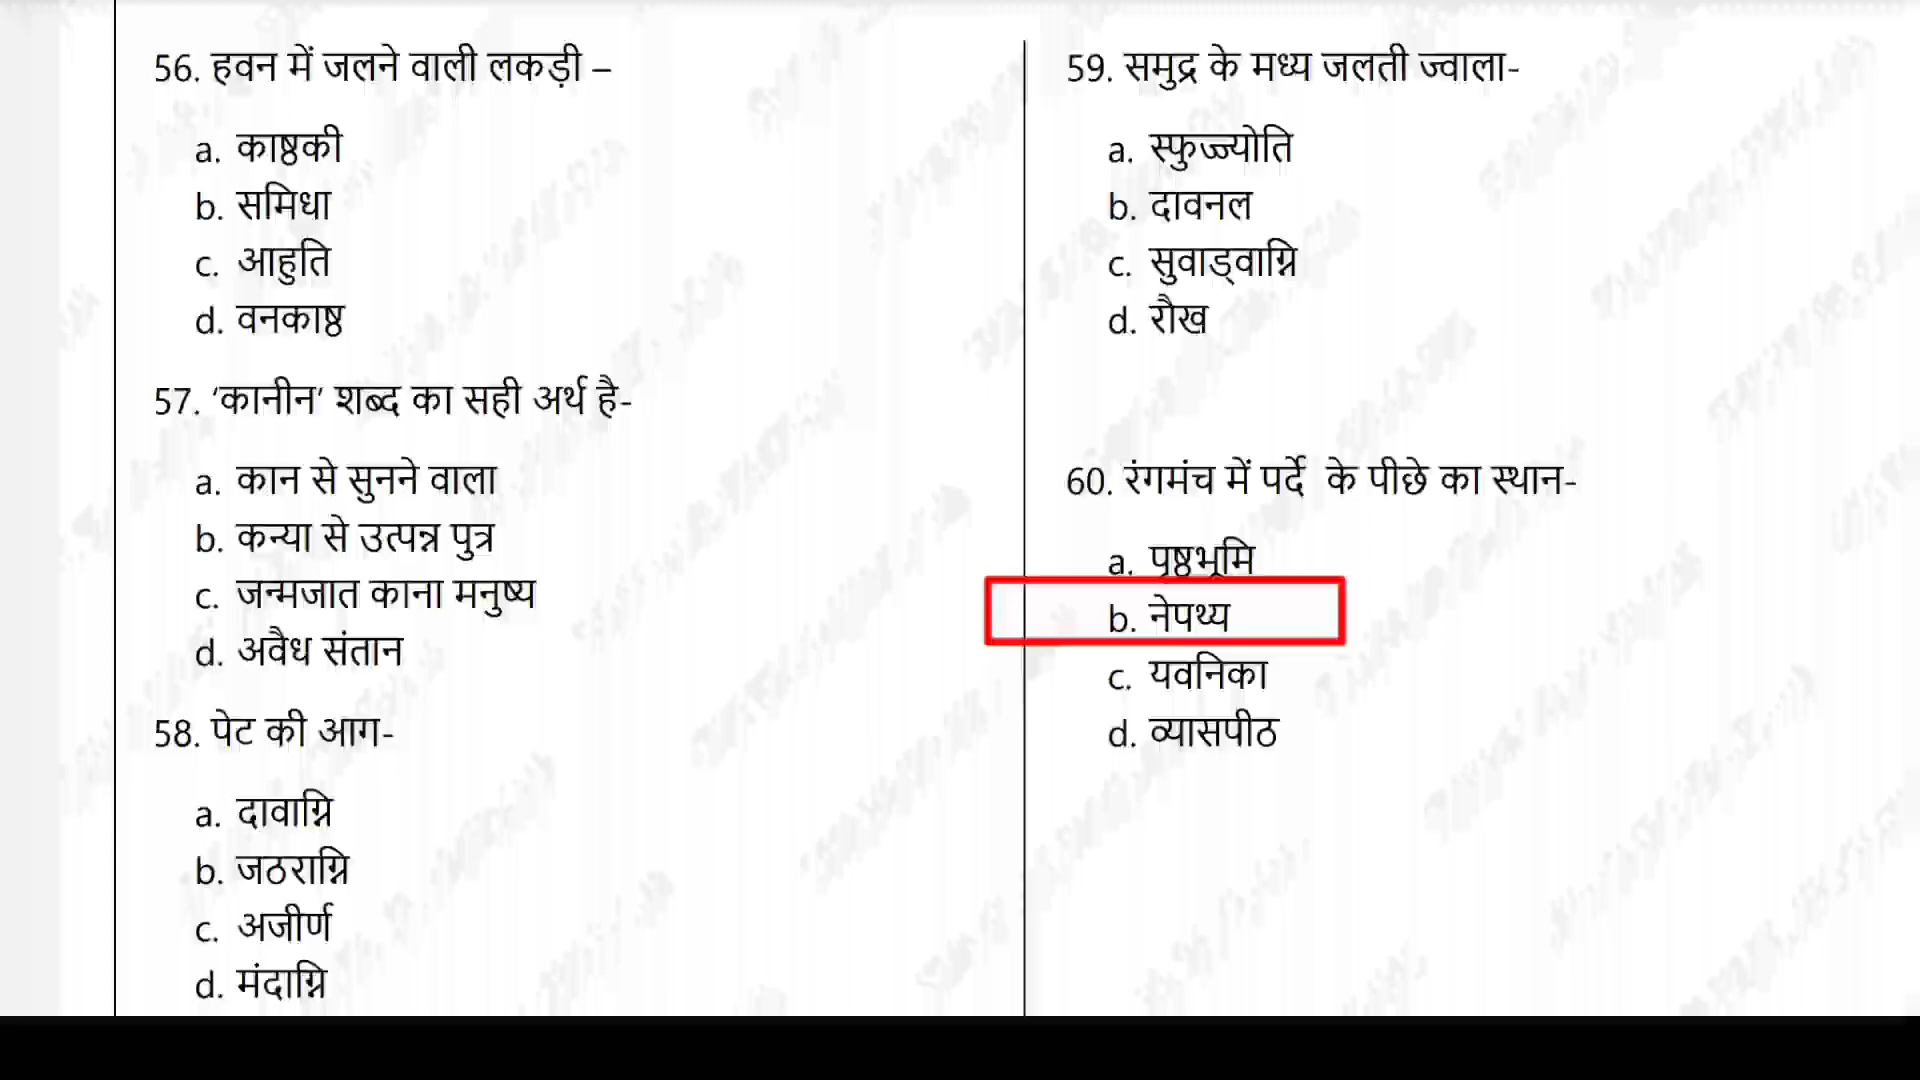 56. हवन में जलने वाली लकड़ी –
a. काष्ठकी
b. समिधा
c. आहुति
d. वनकाष्ठ
57. ‘कानीन’ शब्द का सही अर्थ है-
a. कान से सुनने वाला
b. कन्या से उत्पन्न पुत्र
c. जन्मजात काना मनुष्य
d. अवैध संतान
58. पेट की आग-
a. दावाग्नि
b. जठराग्नि
c. अजीर्ण
d. मंदाग्नि
59. समुद्र के मध्य जलती ज्वाला-
a. स्फुज्ज्योति
b. दावनल
c. सुवाड्वाग्नि
d. रौख
60. रंगमंच में पर्दे के पीछे का स्थान-
a. पृष्ठभूमि
b. नेपथ्य
c. यवनिका
d. व्यासपीठ